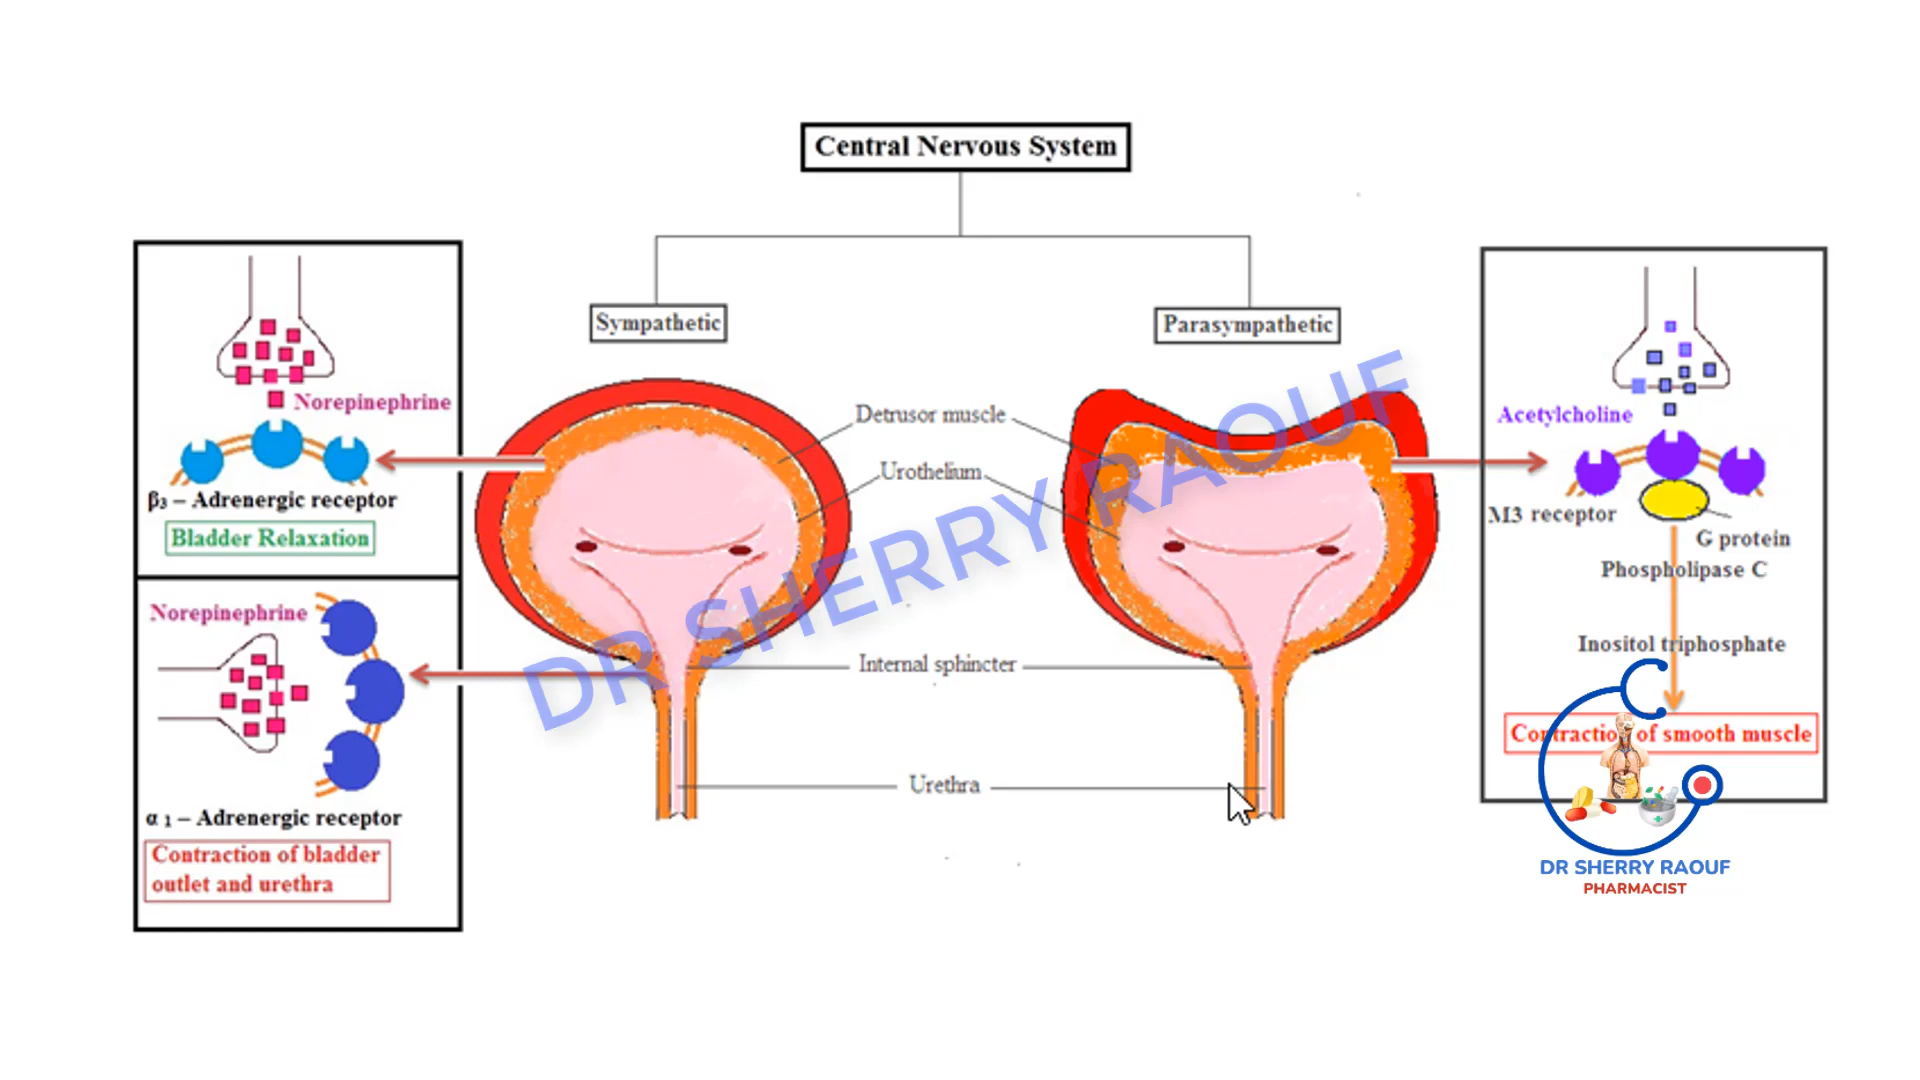 Central Nervous System
Sympathetic
Parasympathetic
Norepinephrine
β3 – Adrenergic receptor
Bladder Relaxation
Norepinephrine
α 1 – Adrenergic receptor
Contraction of bladder
outlet and urethra
Detrusor muscle
Urothelium
Internal sphincter
Urethra
Acetylcholine
M3 receptor
G protein
Phospholipase C
Inositol triphosphate
Contraction of smooth muscle
DR SHERRY RAOUF
DR SHERRY RAOUF
PHARMACIST